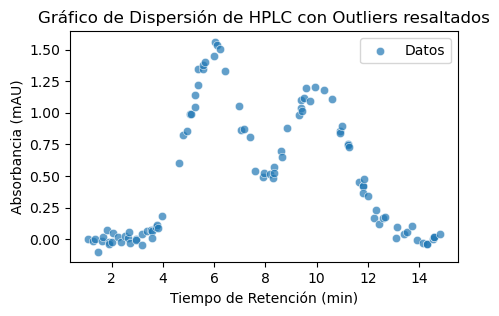 Gráfico de Dispersión de HPLC con Outliers resaltados
Datos
Absorbancia (mAU)
1.50
1.25
1.00
0.75
0.50
0.25
0.00
2 4 6 8 10 12 14
Tiempo de Retención (min)